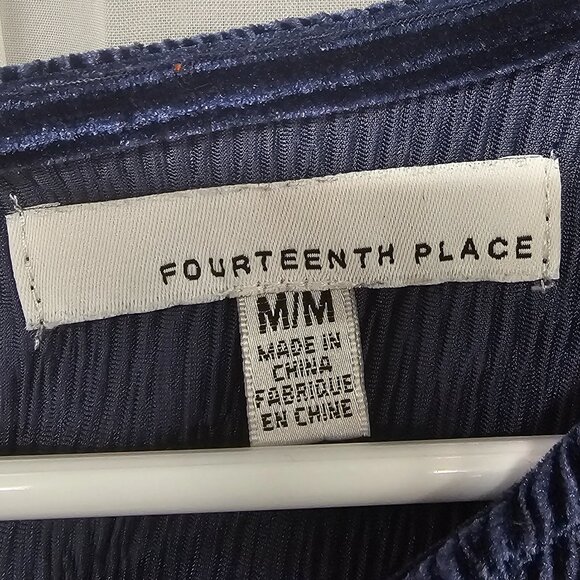 FOURTEENTH PLACE
M/M
MADE IN
CHINA
FABRIQUE
EN CHINE